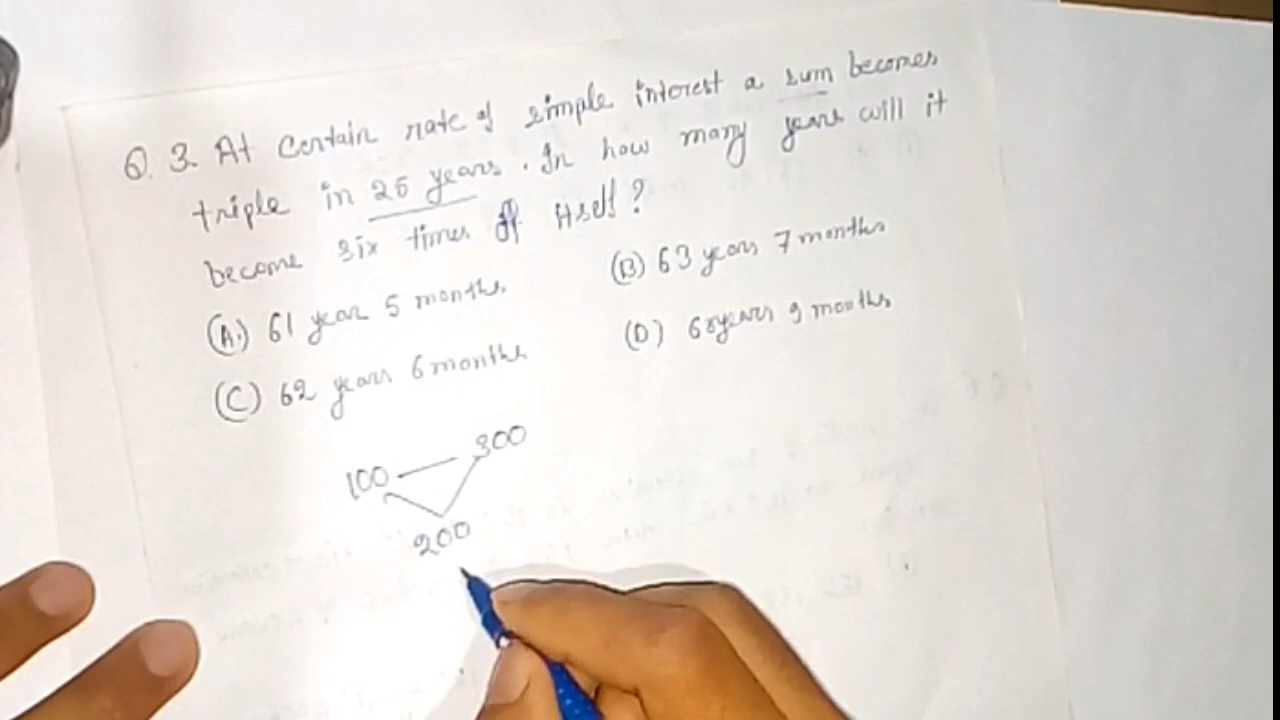 Q. 3. At Certain rate of simple interest a sum becomes
triple in 25 years. In how many years will it
become six times of itself?
(A.) 61 year 5 months. (B) 63 years 7 months
(C) 62 years 6 months (D) years 9 months
100 — 300
200